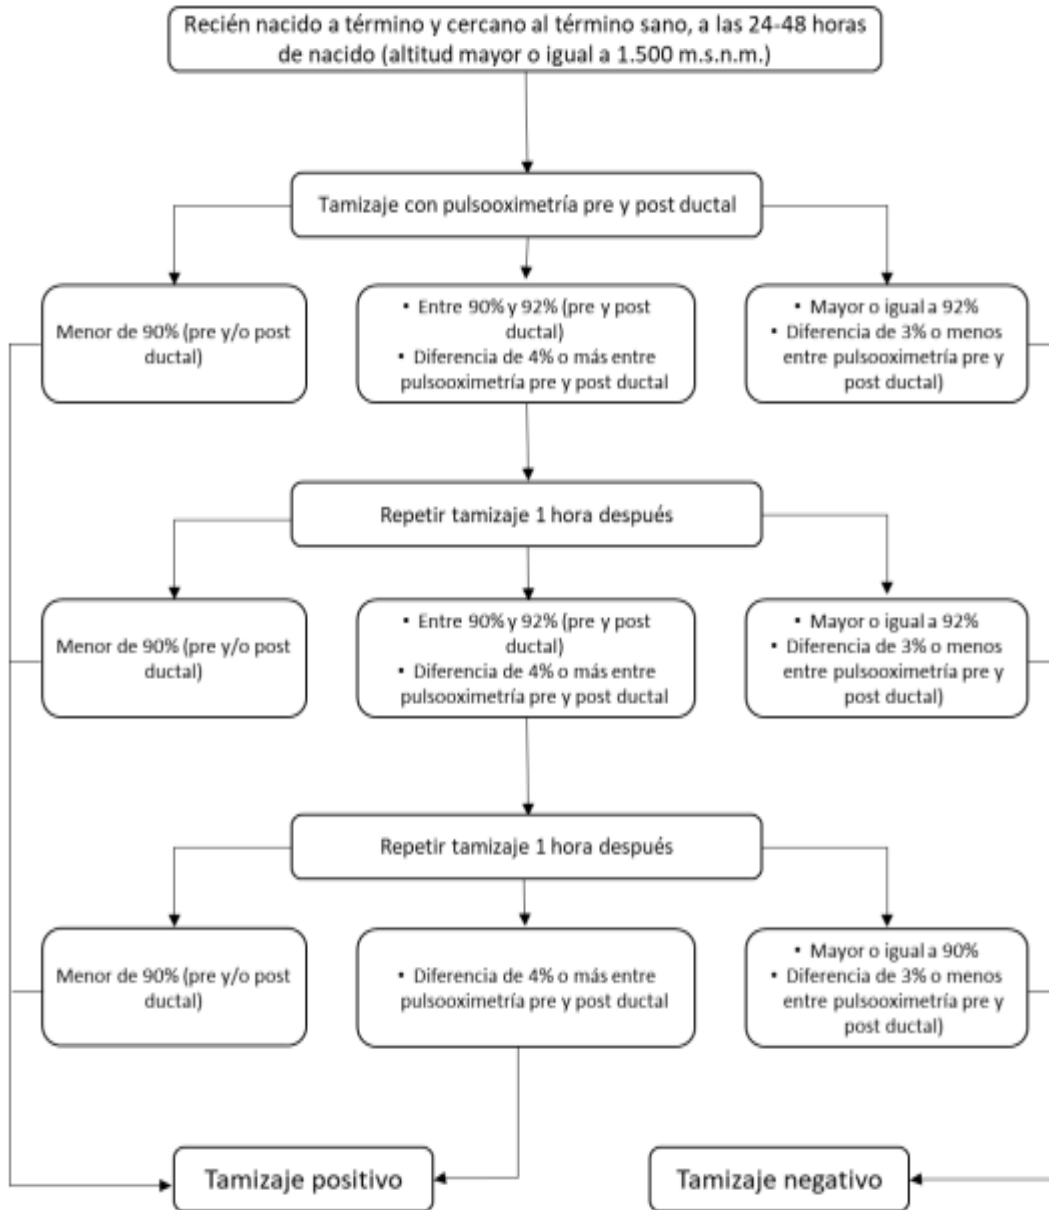 Recién nacido a término y cercano al término sano, a las 24-48 horas
de nacido (altitud mayor o igual a 1.500 m.s.n.m.)
Tamizaje con pulsooximetría pre y post ductal
Menor de 90% (pre y/o post
ductal)
▪ Entre 90% y 92% (pre y post
ductal)
▪ Diferencia de 4% o más entre
pulsooximetría pre y post ductal
▪ Mayor o igual a 92%
▪ Diferencia de 3% o menos
entre pulsooximetría pre y
post ductal)
Repetir tamizaje 1 hora después
Menor de 90% (pre y/o post
ductal)
▪ Entre 90% y 92% (pre y post
ductal)
▪ Diferencia de 4% o más entre
pulsooximetría pre y post ductal
▪ Mayor o igual a 92%
▪ Diferencia de 3% o menos
entre pulsooximetría pre y
post ductal)
Repetir tamizaje 1 hora después
Menor de 90% (pre y/o post
ductal)
▪ Diferencia de 4% o más entre
pulsooximetría pre y post ductal
▪ Mayor o igual a 90%
▪ Diferencia de 3% o menos
entre pulsooximetría pre y
post ductal)
Tamizaje positivo
Tamizaje negativo